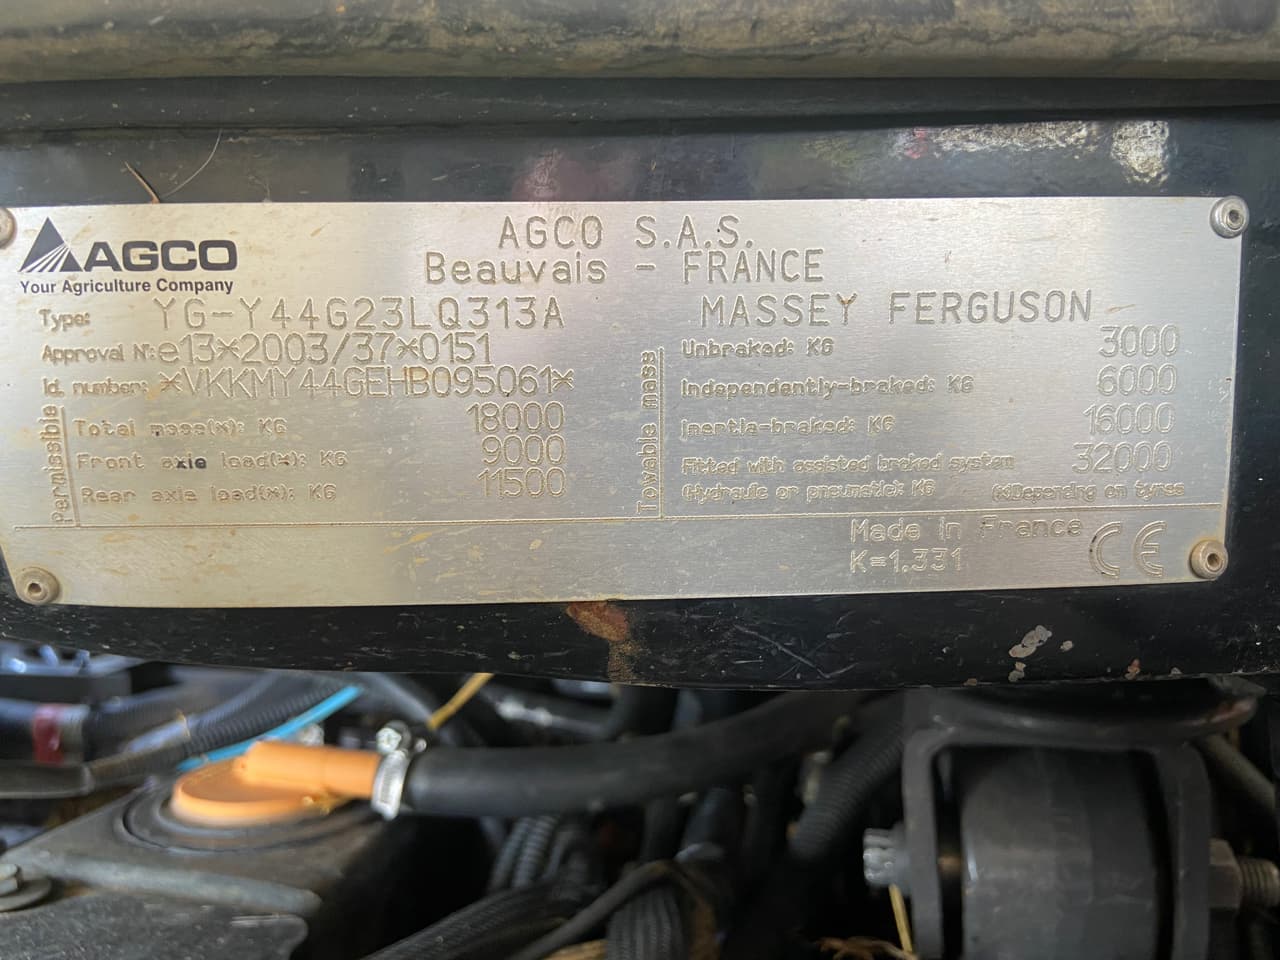 AGCO
Your Agriculture Company
AGCO S.A.S.
Beauvais - FRANCE
Type: YG-Y44G23LQ313A MASSEY FERGUSON
Approval N°: e13*2003/37*0151
Id. number: *VKKMY44GEHB095061*
Permissible
Total mass(*): KG 18000
Front axle load(*): KG 9000
Rear axle load(*): KG 11500
Towable mass
Unbraked: KG 3000
Independently-braked: KG 6000
Inertia-braked: KG 16000
Fitted with assisted braked system 32000
(Hydraulic or pneumatic): KG (*)Depending on tyres
Made in France
K=1.331
CE